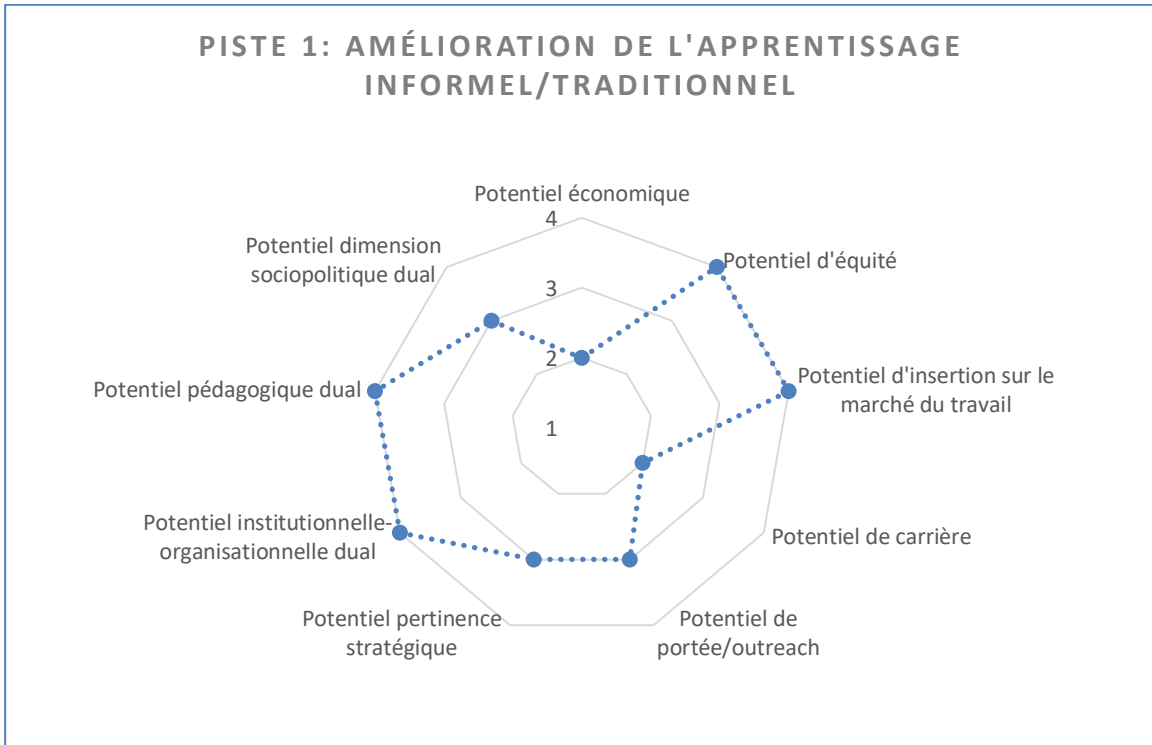 PISTE 1: AMÉLIORATION DE L'APPRENTISSAGE
INFORMEL/TRADITIONNEL
Potentiel économique
4
3
2
1
Potentiel d'équité
Potentiel d'insertion sur le
marché du travail
Potentiel de carrière
Potentiel de
portée/outreach
Potentiel pertinence
stratégique
Potentiel institutionnelle-
organisationnelle dual
Potentiel pédagogique dual
Potentiel dimension
sociopolitique dual